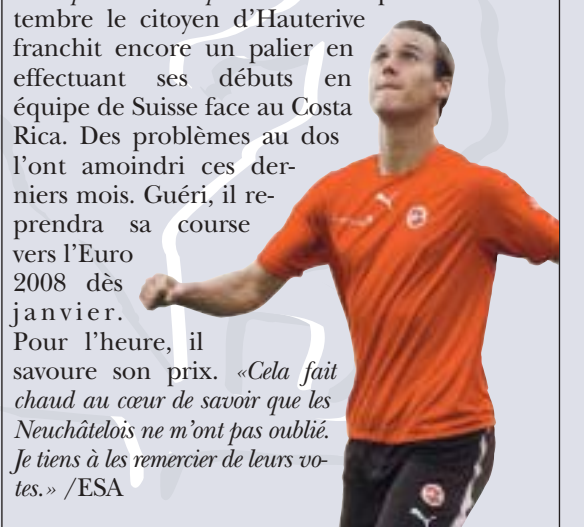 tembre le citoyen d'Hauterive
franchit encore un palier en
effectuant ses débuts en
équipe de Suisse face au Costa
Rica. Des problèmes au dos
l'ont amoindri ces der-
niers mois. Guéri, il re-
prendra sa course
vers l'Euro
2008 dès
janvier.
Pour l'heure, il
savoure son prix. «Cela fait
chaud au cœur de savoir que les
Neuchâtelois ne m'ont pas oublié.
Je tiens à les remercier de leurs vo-
tes.» /ESA